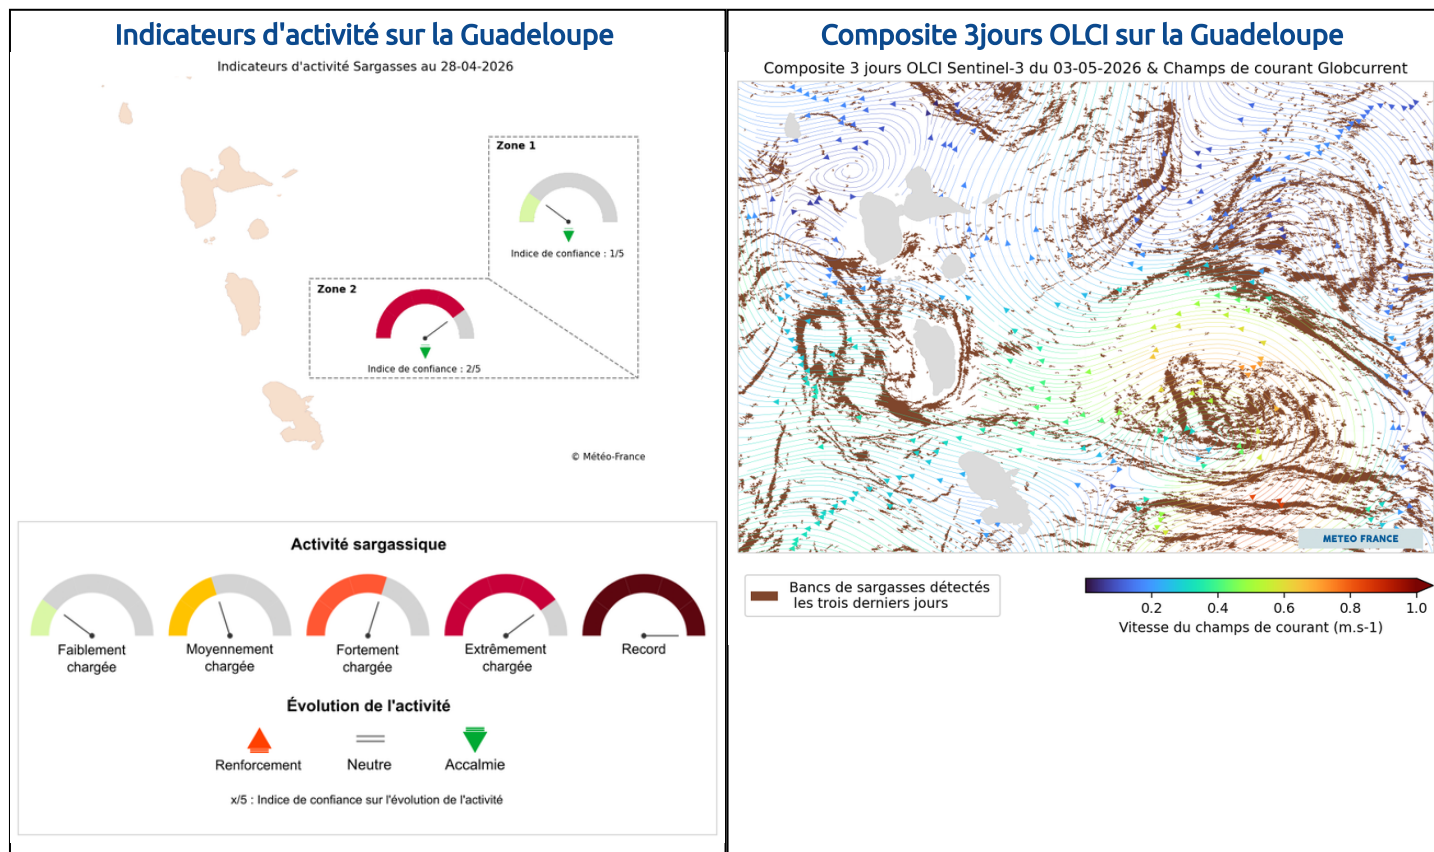 Indicateurs d'activité sur la Guadeloupe
Indicateurs d'activité Sargasses au 28-04-2026
Zone 1
Indice de confiance : 1/5
Zone 2
Indice de confiance : 2/5
© Météo-France
Activité sargassique
Faiblement
chargée
Moyennement
chargée
Fortement
chargée
Extrêmement
chargée
Record
Évolution de l'activité
Renforcement
Neutre
Accalmie
x/5 : Indice de confiance sur l'évolution de l'activité
Composite 3jours OLCI sur la Guadeloupe
Composite 3 jours OLCI Sentinel-3 du 03-05-2026 & Champs de courant Globcurrent
METEO FRANCE
Bancs de sargasses détectés
les trois derniers jours
0.2 0.4 0.6 0.8 1.0
Vitesse du champs de courant (m.s-1)